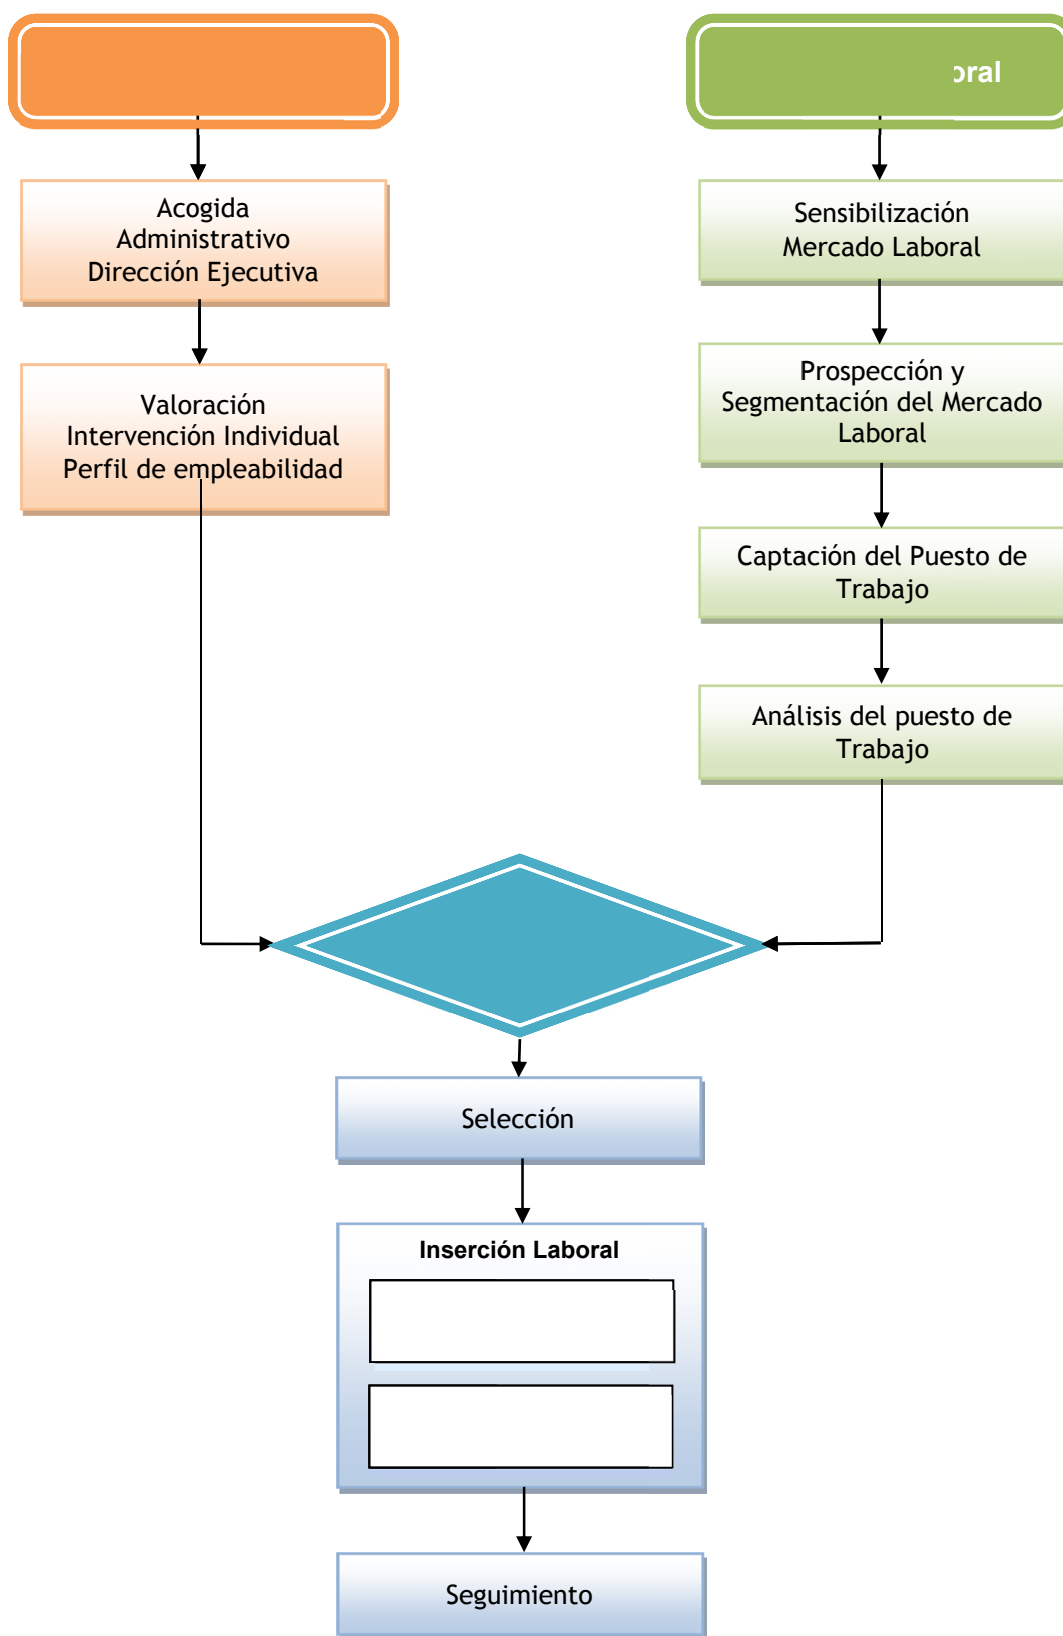 oral
Acogida
Administrativo
Dirección Ejecutiva
Valoración
Intervención Individual
Perfil de empleabilidad
Sensibilización
Mercado Laboral
Prospección y
Segmentación del Mercado
Laboral
Captación del Puesto de
Trabajo
Análisis del puesto de
Trabajo
Selección
Inserción Laboral
Seguimiento